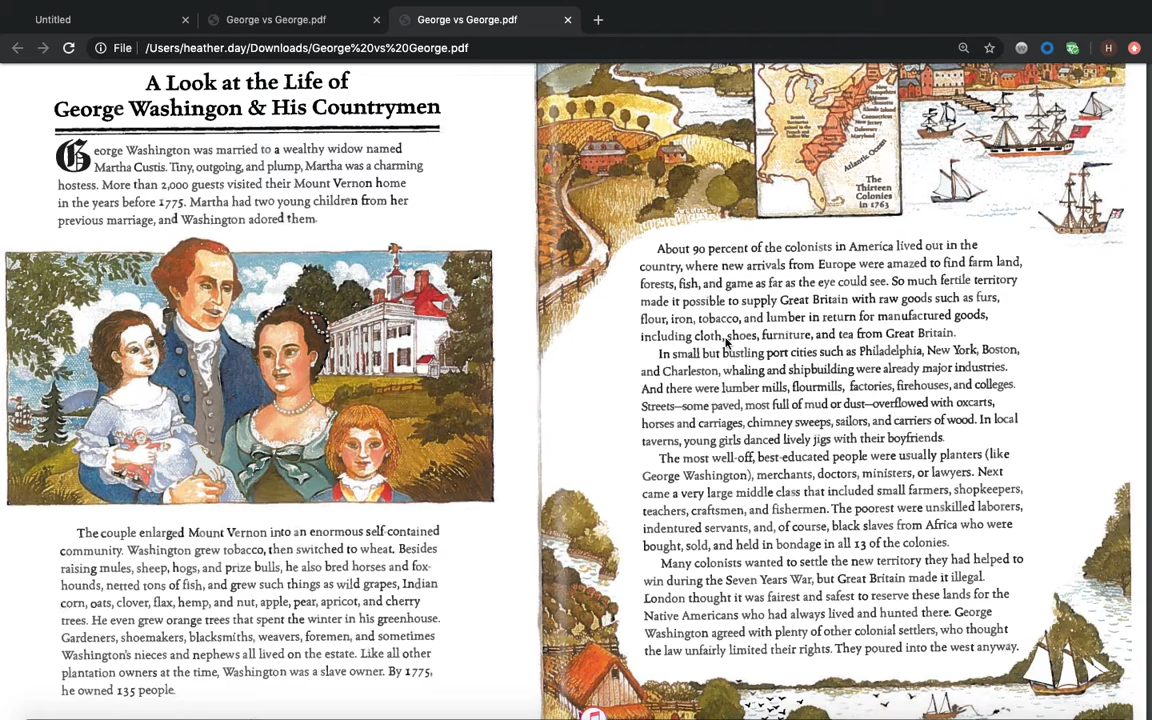 Untitled
George vs George.pdf
George vs George.pdf
File
/Users/heather.day/Downloads/George%20vs%20George.pdf
H
A Look at the Life of
George Washingon & His Countrymen
George Washington was married to a wealthy widow named
Martha Custis. Tiny, outgoing, and plump, Martha was a charming
hostess. More than 2,000 guests visited their Mount Vernon home
in the years before 1775. Martha had two young children from her
previous marriage, and Washington adored them.
The couple enlarged Mount Vernon into an enormous self-contained
community. Washington grew tobacco, then switched to wheat. Besides
raising mules, sheep, hogs, and prize bulls, he also bred horses and fox-
hounds, netted tons of fish, and grew such things as wild grapes, Indian
corn, oats, clover, flax, hemp, and nut, apple, pear, apricot, and cherry
trees. He even grew orange trees that spent the winter in his greenhouse.
Gardeners, shoemakers, blacksmiths, weavers, foremen, and sometimes
Washington's nieces and nephews all lived on the estate. Like all other
plantation owners at the time, Washington was a slave owner. By 1775,
he owned 135 people.
New
Hampshire
Massachusetts
Rhode Island
Connecticut
New Jersey
Delaware
Maryland
Atlantic Ocean
The
Thirteen
Colonies
in 1763
About 90 percent of the colonists in America lived out in the
country, where new arrivals from Europe were amazed to find farm land,
forests, fish, and game as far as the eye could see. So much fertile territory
made it possible to supply Great Britain with raw goods such as furs,
flour, iron, tobacco, and lumber in return for manufactured goods,
including cloth, shoes, furniture, and tea from Great Britain.
In small but bustling port cities such as Philadelphia, New York, Boston,
and Charleston, whaling and shipbuilding were already major industries.
And there were lumber mills, flourmills, factories, firehouses, and colleges.
Streets—some paved, most full of mud or dust—overflowed with oxcarts,
horses and carriages, chimney sweeps, sailors, and carriers of wood. In local
taverns, young girls danced lively jigs with their boyfriends.
The most well-off, best-educated people were usually planters (like
George Washington), merchants, doctors, ministers, or lawyers. Next
came a very large middle class that included small farmers, shopkeepers,
teachers, craftsmen, and fishermen. The poorest were unskilled laborers,
indentured servants, and, of course, black slaves from Africa who were
bought, sold, and held in bondage in all 13 of the colonies.
Many colonists wanted to settle the new territory they had helped to
win during the Seven Years War, but Great Britain made it illegal.
London thought it was fairest and safest to reserve these lands for the
Native Americans who had always lived and hunted there. George
Washington agreed with plenty of other colonial settlers, who thought
the law unfairly limited their rights. They poured into the west anyway.